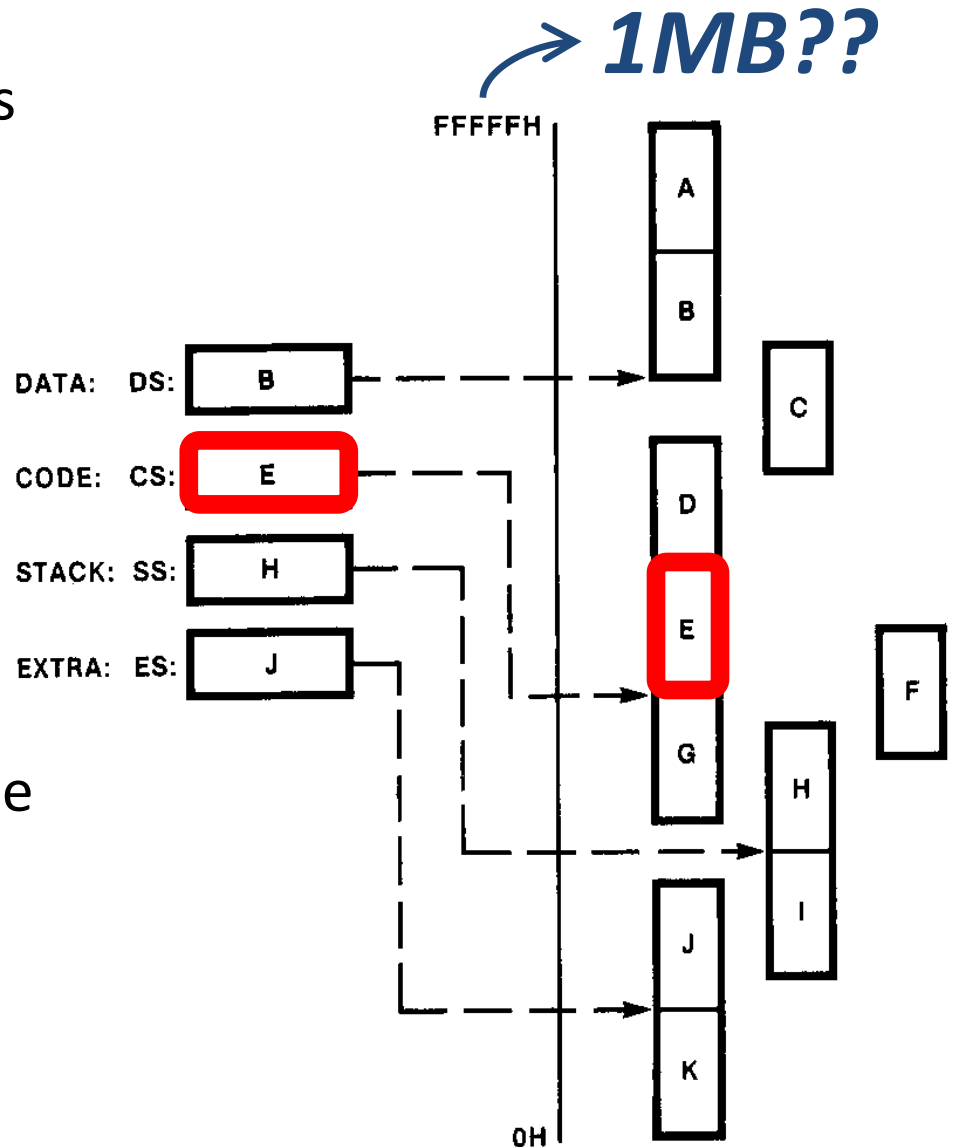 1MB??
s
FFFFFH
A
B
DATA: DS: B
C
CODE: CS: E
D
STACK: SS: H
E
EXTRA: ES: J
F
G
e
H
I
J
K
0H